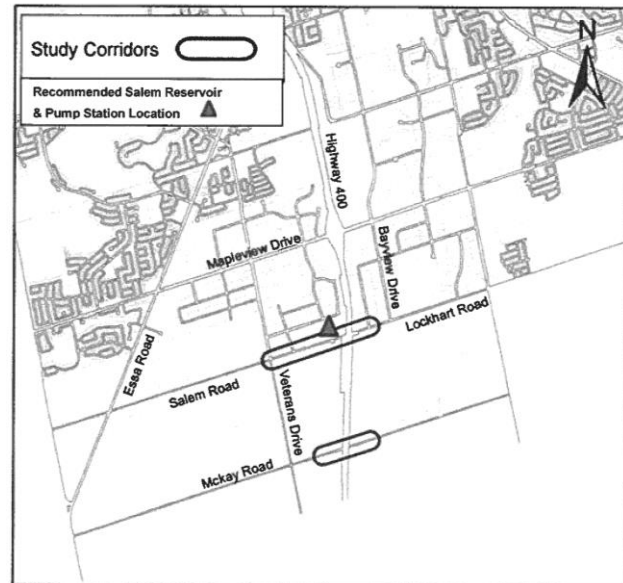 Study Corridors
Recommended Salem Reservoir
& Pump Station Location
N
Highway 400
Mapleview Drive
Bayview Drive
Lockhart Road
Essa Road
Salem Road
Veterans Drive
Mckay Road